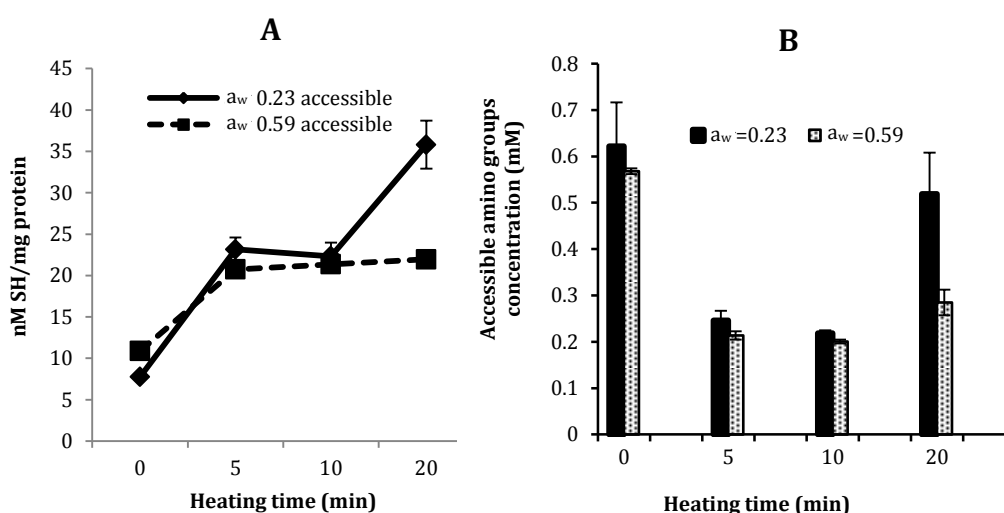 A
nM SH/mg protein
45
40
35
30
25
20
15
10
5
0
aw 0.23 accessible
aw 0.59 accessible
0 5 10 20
Heating time (min)
B
Accessible amino groups
concentration (mM)
0.8
0.7
0.6
0.5
0.4
0.3
0.2
0.1
0
aw=0.23 aw=0.59
0 5 10 20
Heating time (min)